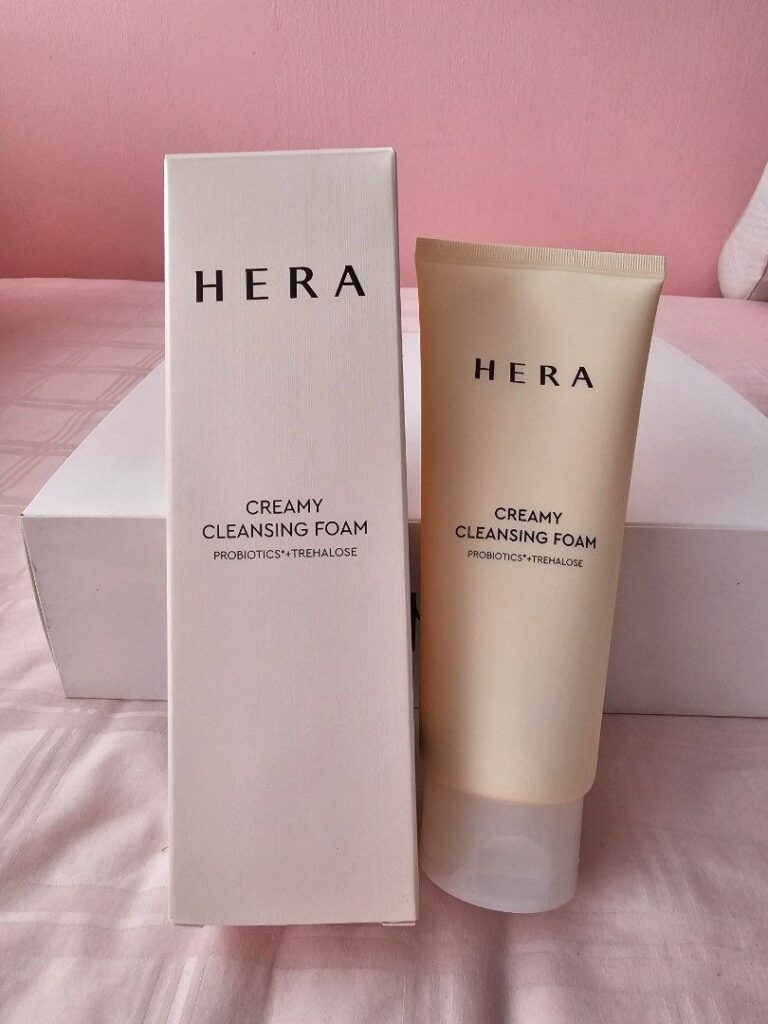 HERA
CREAMY
CLEANSING FOAM
PROBIOTICS*+TREHALOSE
HERA
CREAMY
CLEANSING FOAM
PROBIOTICS*+TREHALOSE